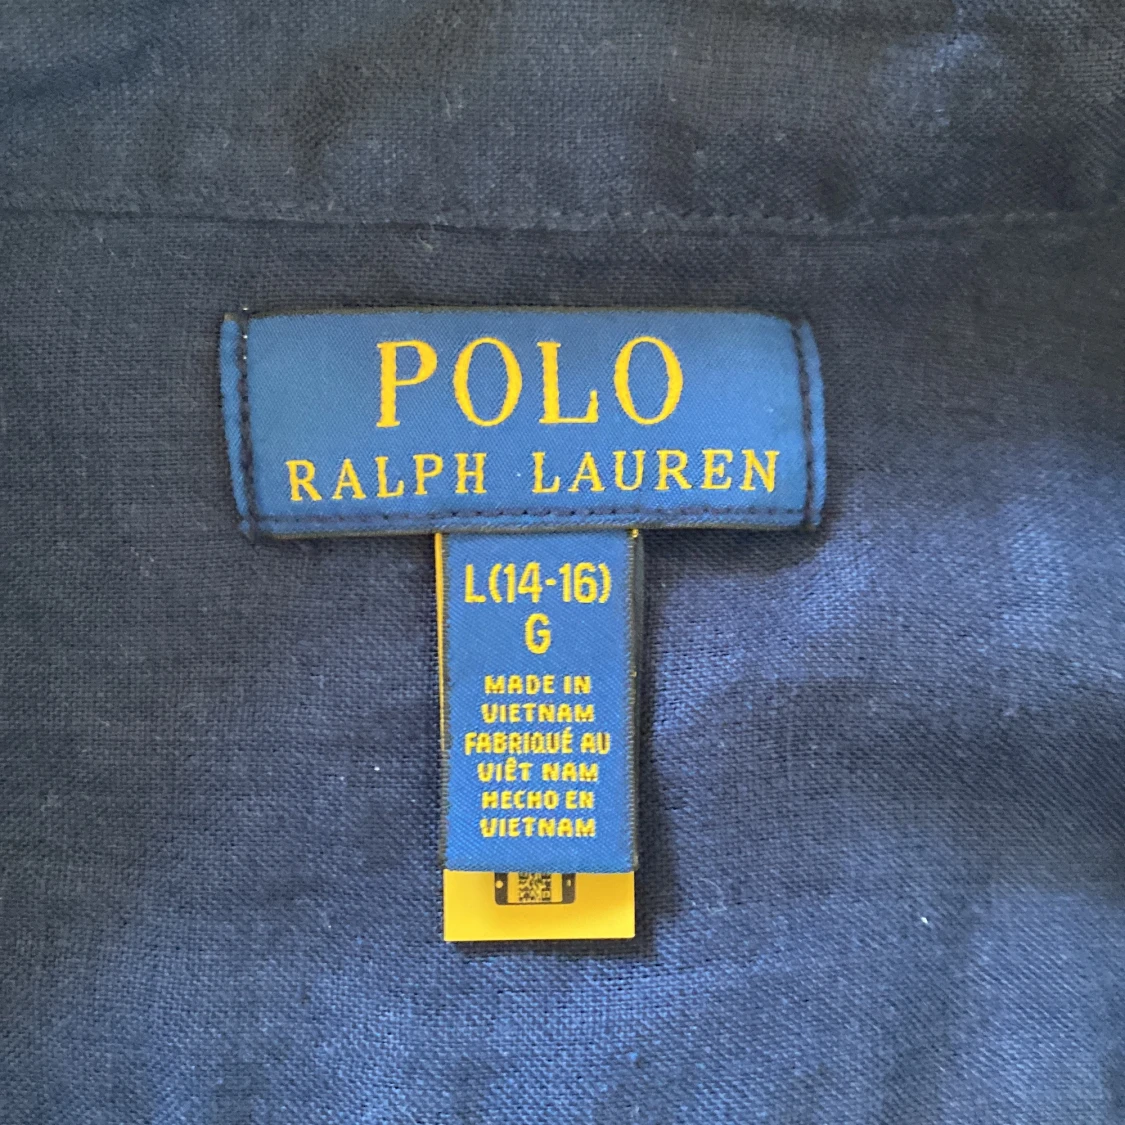 POLO
RALPH LAUREN
L(14-16)
G
MADE IN
VIETNAM
FABRIQUÉ AU
VIÊT NAM
HECHO EN
VIETNAM